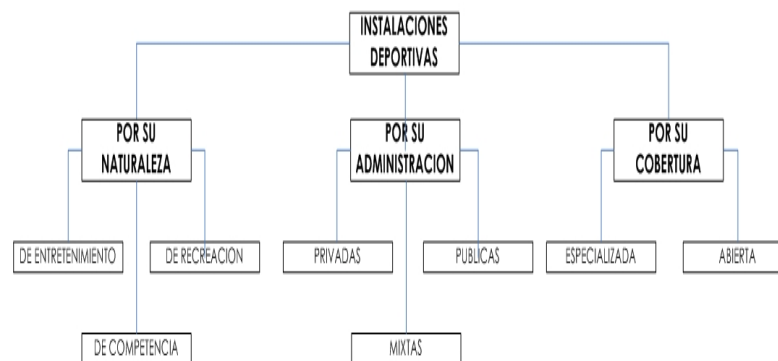 INSTALACIONES
DEPORTIVAS
POR SU
NATURALEZA
POR SU
ADMINISTRACION
POR SU
COBERTURA
DE ENTRETENIMIENTO
DE RECREACION
PRIVADAS
PUBLICAS
ESPECIALIZADA
ABIERTA
DE COMPETENCIA
MIXTAS